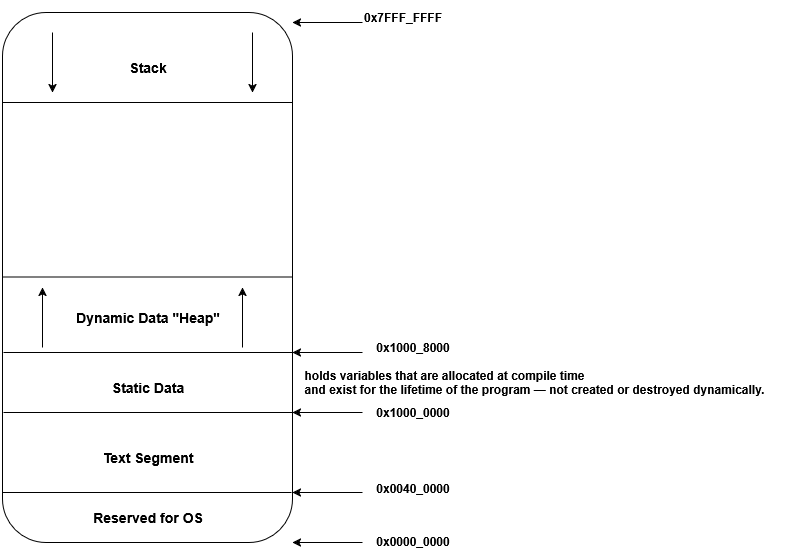 0x7FFF_FFFF
Stack
Dynamic Data "Heap"
0x1000_8000
holds variables that are allocated at compile time
and exist for the lifetime of the program — not created or destroyed dynamically.
Static Data
0x1000_0000
Text Segment
0x0040_0000
Reserved for OS
0x0000_0000